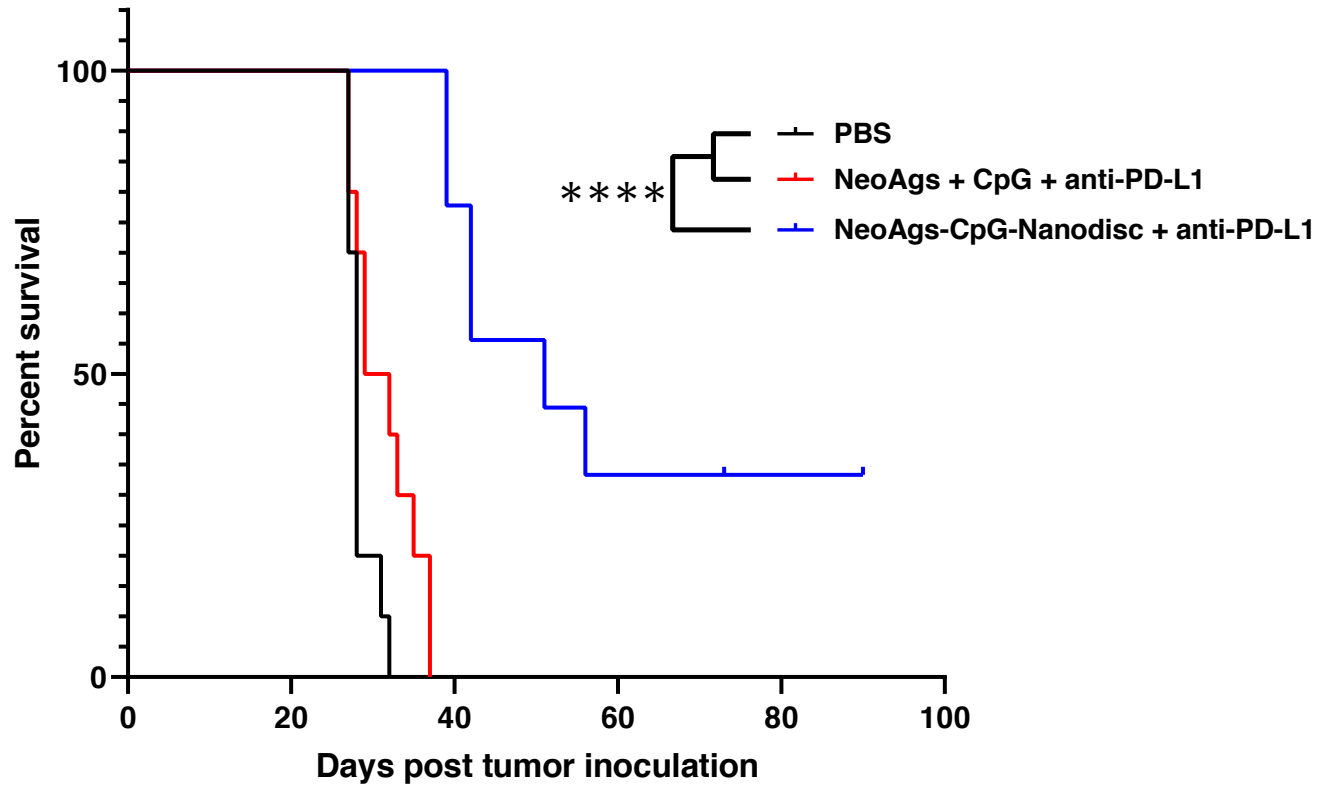 Percent survival
100
50
0
0 20 40 60 80 100
Days post tumor inoculation
****
PBS
NeoAgs + CpG + anti-PD-L1
NeoAgs-CpG-Nanodisc + anti-PD-L1